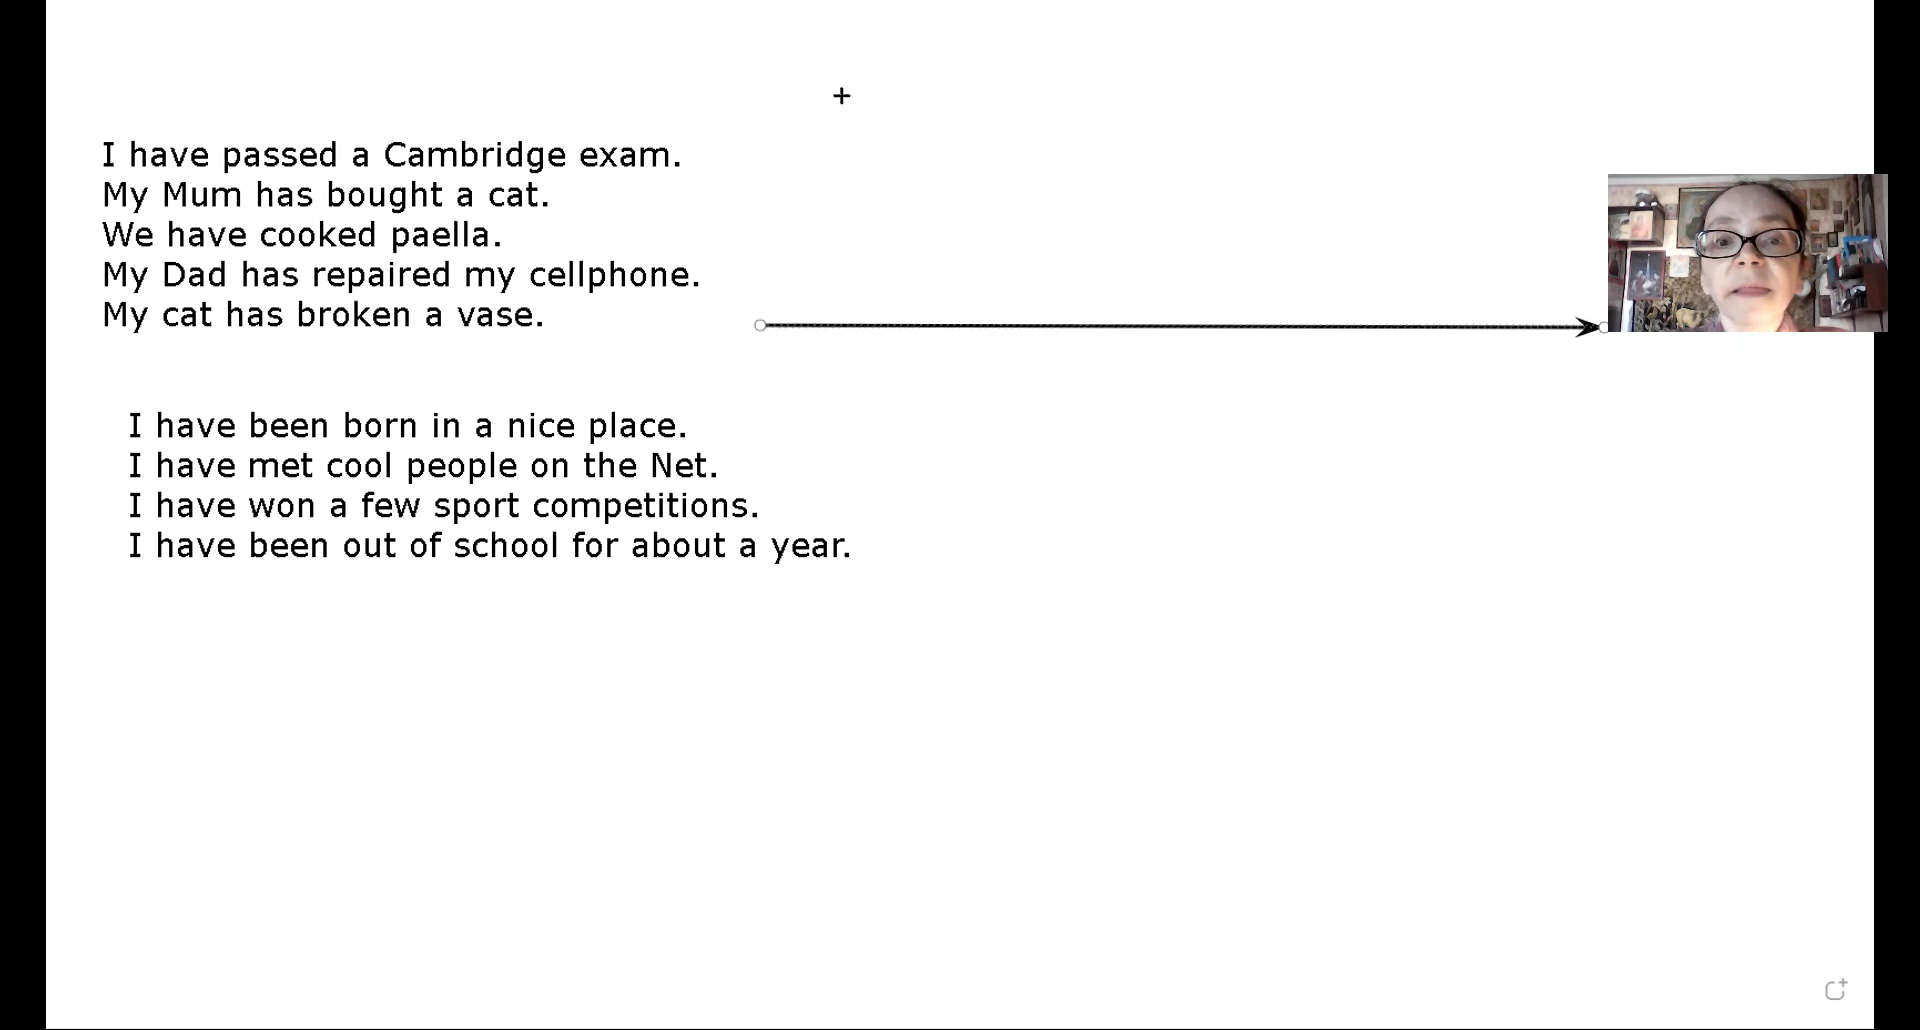 I have passed a Cambridge exam.
My Mum has bought a cat.
We have cooked paella.
My Dad has repaired my cellphone.
My cat has broken a vase.
I have been born in a nice place.
I have met cool people on the Net.
I have won a few sport competitions.
I have been out of school for about a year.